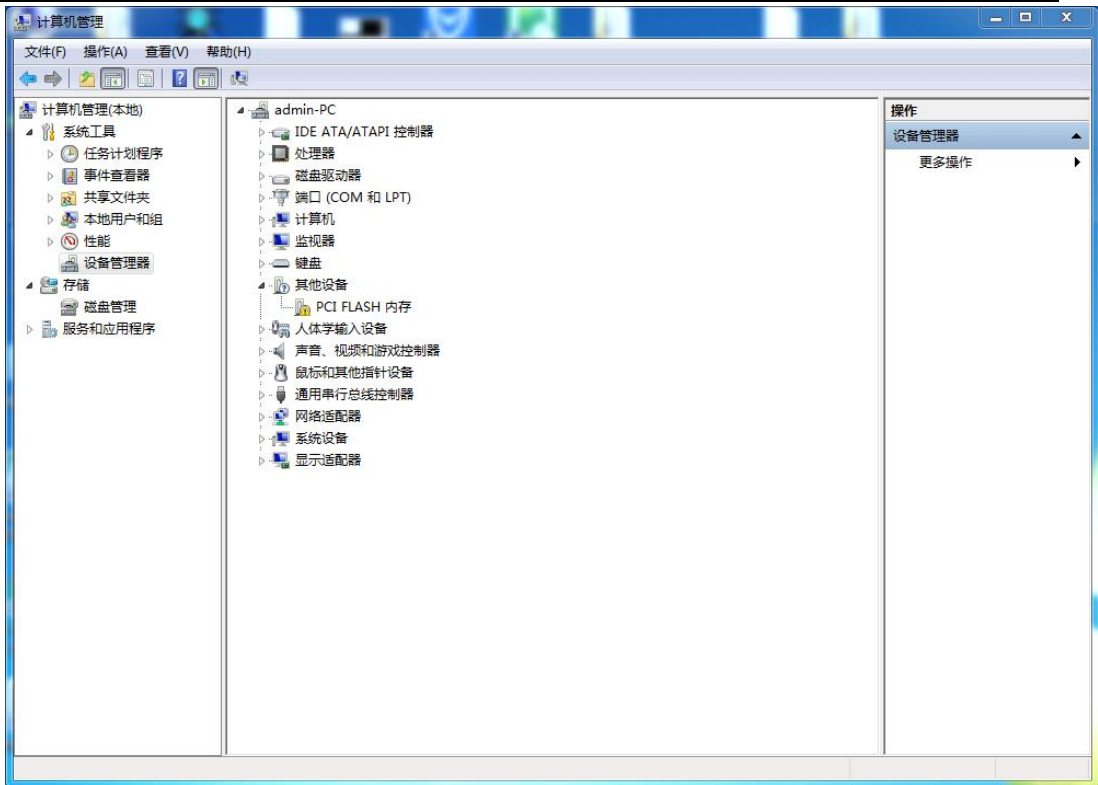 计算机管理
文件(F) 操作(A) 查看(V) 帮助(H)
计算机管理(本地)
系统工具
任务计划程序
事件查看器
共享文件夹
本地用户和组
性能
设备管理器
存储
磁盘管理
服务和应用程序
admin-PC
IDE ATA/ATAPI 控制器
处理器
磁盘驱动器
端口 (COM 和 LPT)
计算机
监视器
键盘
其他设备
PCI FLASH 内存
人体学输入设备
声音、视频和游戏控制器
鼠标和其他指针设备
通用串行总线控制器
网络适配器
系统设备
显示适配器
操作
设备管理器
更多操作